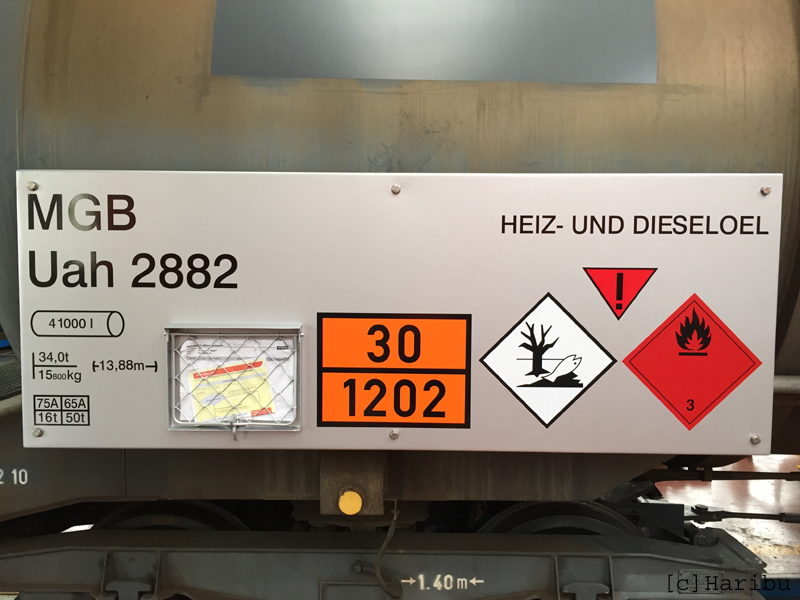 MGB
Uah 2882
HEIZ- UND DIESELOEL
!
41000 l
34,0t
15800kg
13,88m
75A 65A
16t 50t
30
1202
3
2 10
1.40m
[c]Haribu